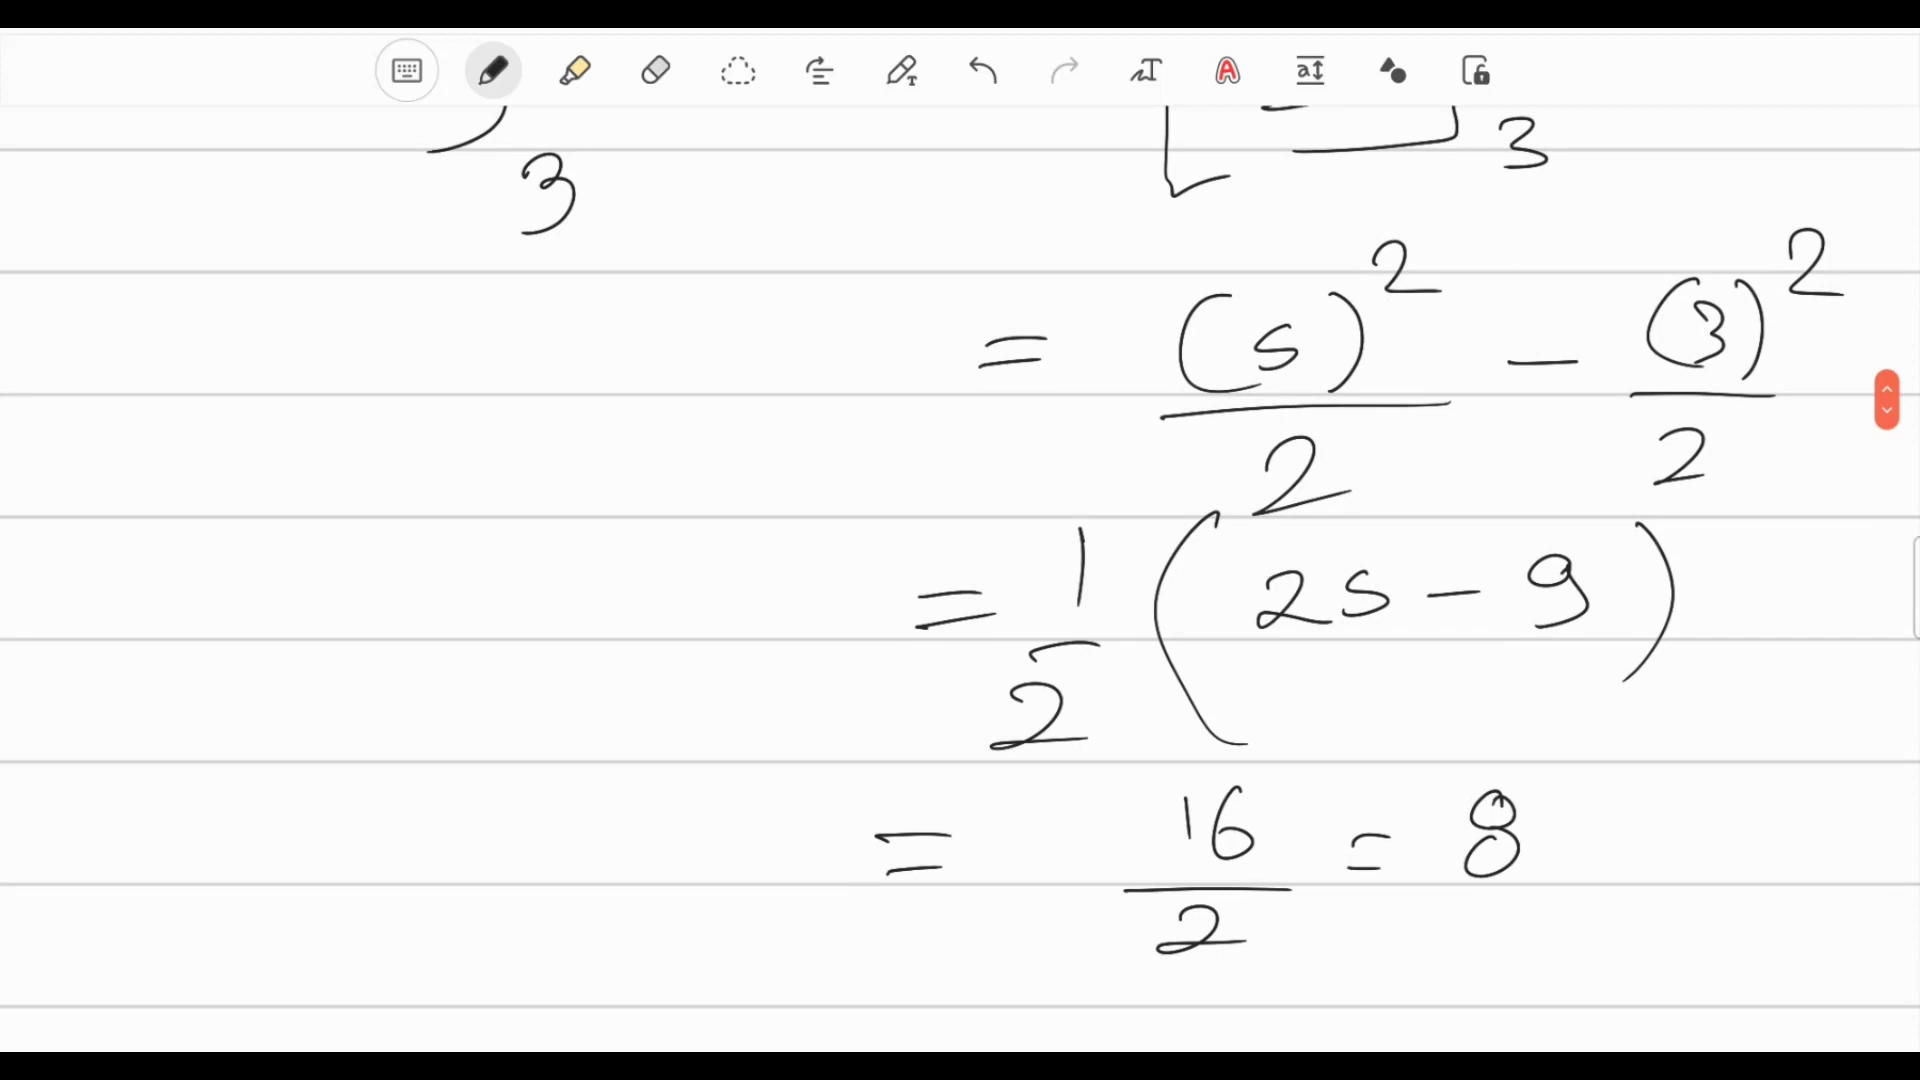 3 3
= (5)^2/2 - (3)^2/2
= 1/2 (25 - 9)
= 16/2 = 8